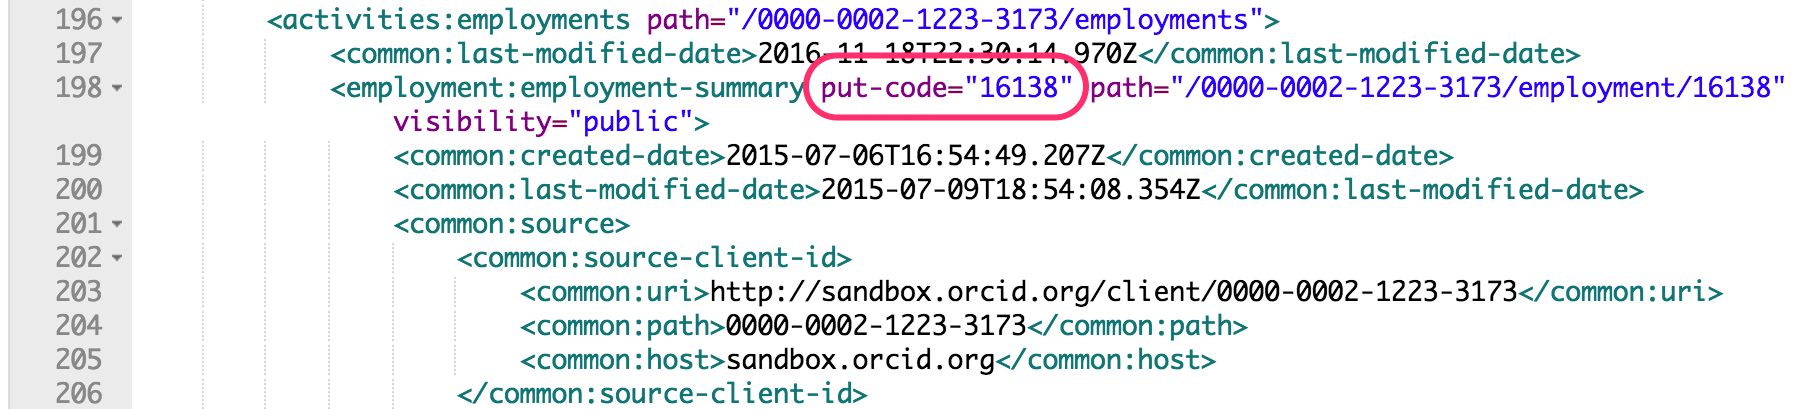 196 <activities:employments path="/0000-0002-1223-3173/employments">
197 <common:last-modified-date>2016-11-18T22:30:14.970Z</common:last-modified-date>
198 <employment:employment-summary put-code="16138" path="/0000-0002-1223-3173/employment/16138"
visibility="public">
199 <common:created-date>2015-07-06T16:54:49.207Z</common:created-date>
200 <common:last-modified-date>2015-07-09T18:54:08.354Z</common:last-modified-date>
201 <common:source>
202 <common:source-client-id>
203 <common:uri>http://sandbox.orcid.org/client/0000-0002-1223-3173</common:uri>
204 <common:path>0000-0002-1223-3173</common:path>
205 <common:host>sandbox.orcid.org</common:host>
206 </common:source-client-id>